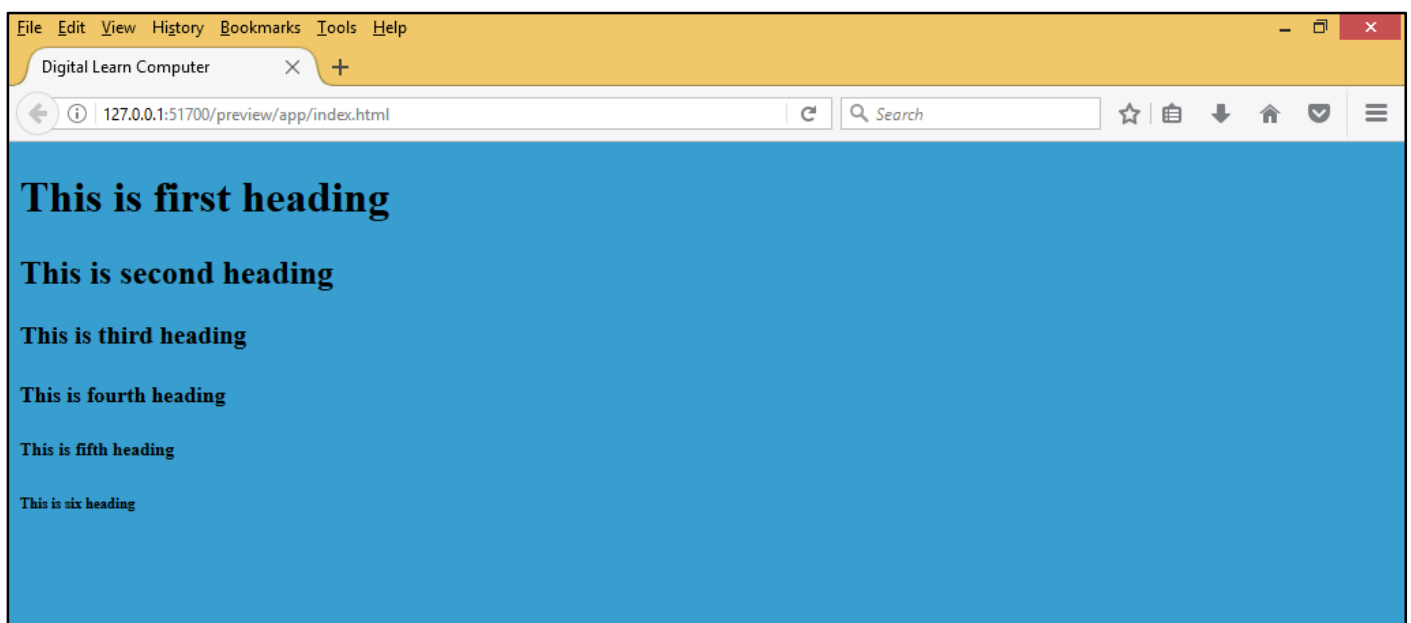 File Edit View History Bookmarks Tools Help
Digital Learn Computer
127.0.0.1:51700/preview/app/index.html
Search
This is first heading
This is second heading
This is third heading
This is fourth heading
This is fifth heading
This is six heading